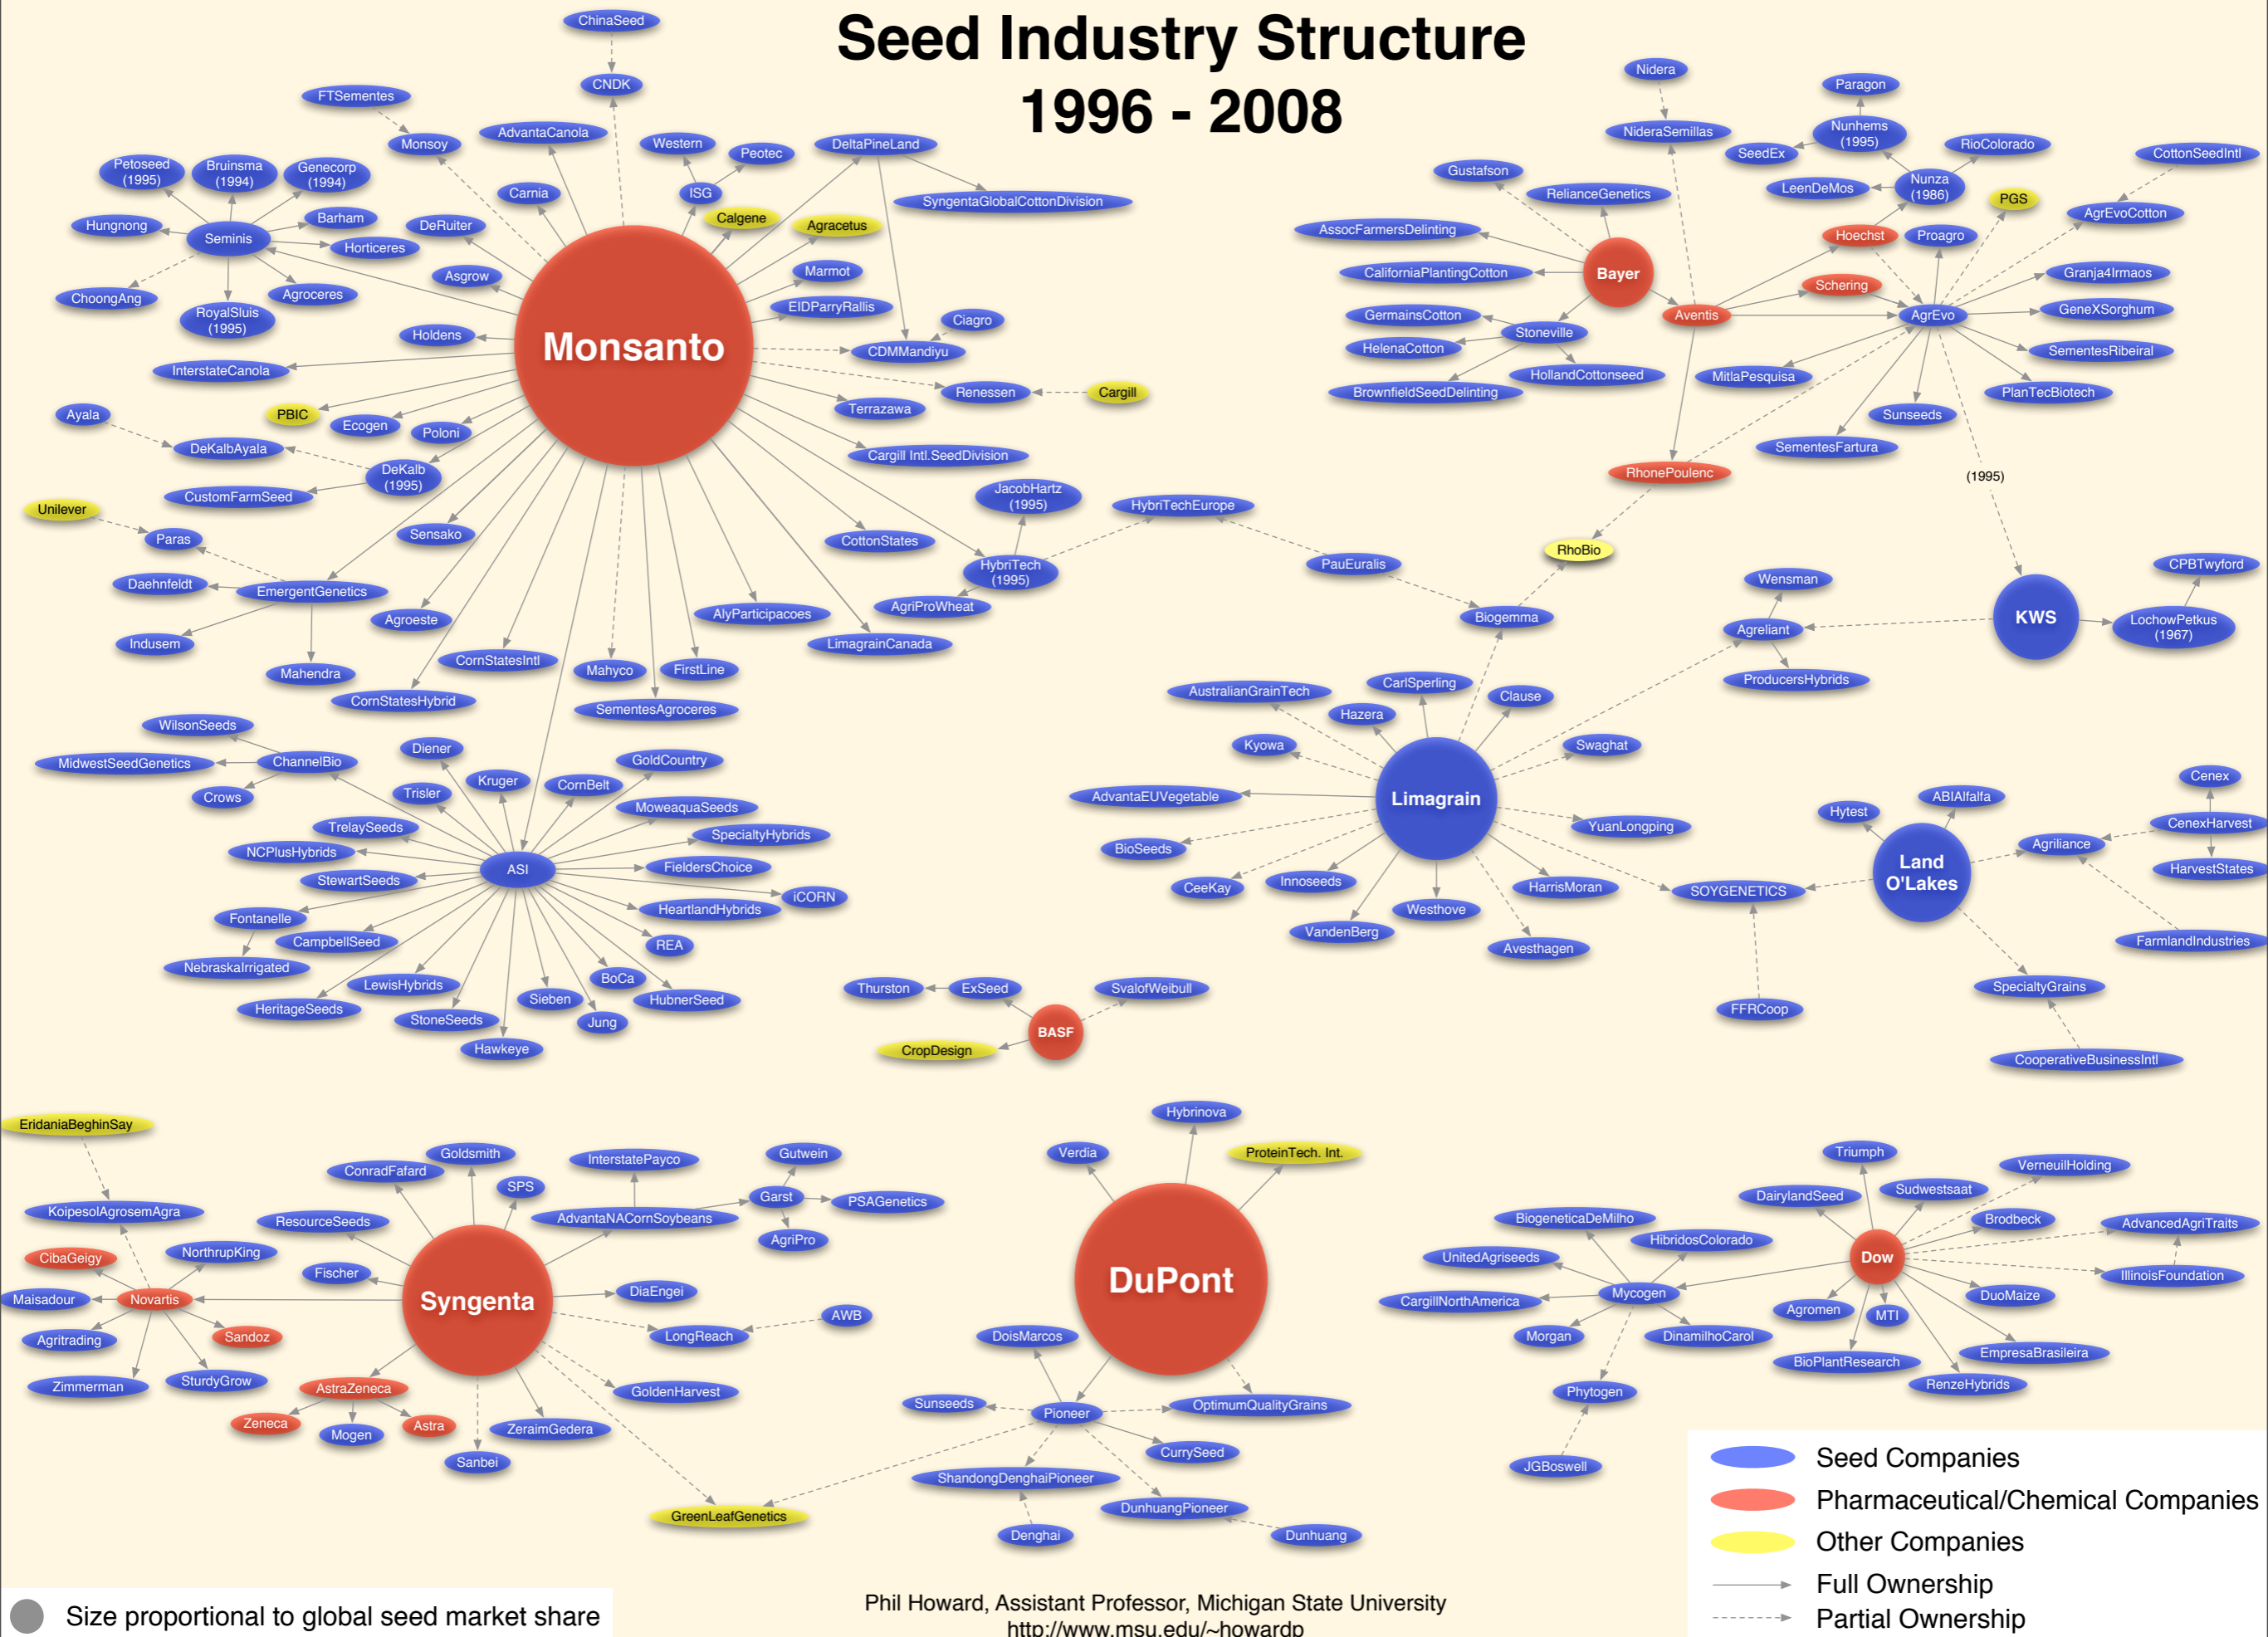 Seed Industry Structure
1996 - 2008
ChinaSeed
CNDK
FTSementes
Monsoy
AdvantaCanola
Western
Peotec
DeltaPineLand
ISG
Carnia
Calgene
Agracetus
SyngentaGlobalCottonDivision
Petoseed
(1995)
Bruinsma
(1994)
Genecorp
(1994)
Hungnong
Seminis
Barham
Horticeres
ChoongAng
RoyalSluis
(1995)
Agroceres
DeRuiter
Asgrow
Holdens
InterstateCanola
Monsanto
Marmot
EIDParryRallis
Ciagro
CDMMandiyu
Renessen
Cargill
Terrazawa
Cargill Intl.SeedDivision
PBIC
Ecogen
Poloni
Ayala
DeKalbAyala
DeKalb
(1995)
CustomFarmSeed
Unilever
Paras
Sensako
Daehnfeldt
EmergentGenetics
Indusem
Mahendra
Agroeste
CornStatesIntl
CornStatesHybrid
Mahyco
FirstLine
SementesAgroceres
AlyParticipacoes
LimagrainCanada
CottonStates
JacobHartz
(1995)
HybriTech
(1995)
AgriProWheat
HybriTechEurope
PauEuralis
Nidera
NideraSemillas
Paragon
Nunhems
(1995)
SeedEx
RioColorado
LeenDeMos
Nunza
(1986)
CottonSeedIntl
PGS
AgrEvoCotton
Gustafson
RelianceGenetics
AssocFarmersDelinting
Bayer
CaliforniaPlantingCotton
GermainsCotton
Stoneville
HelenaCotton
HollandCottonseed
BrownfieldSeedDelinting
Hoechst
Proagro
Schering
Aventis
AgrEvo
Granja4Irmaos
GeneXSorghum
SementesRibeiral
PlanTecBiotech
MitlaPesquisa
Sunseeds
SementesFartura
RhonePoulenc
(1995)
RhoBio
Biogemma
Wensman
Agreliant
ProducersHybrids
KWS
CPBTwyford
LochowPetkus
(1967)
AustralianGrainTech
CarlSperling
Clause
Hazera
Kyowa
Swaghat
Limagrain
AdvantaEUVegetable
YuanLongping
BioSeeds
CeeKay
Innoseeds
Westhove
HarrisMoran
VandenBerg
Avesthagen
SOYGENETICS
FFRCoop
Hytest
ABIAlfalfa
Land
O'Lakes
Agriliance
Cenex
CenexHarvest
HarvestStates
FarmlandIndustries
SpecialtyGrains
CooperativeBusinessIntl
WilsonSeeds
MidwestSeedGenetics
ChannelBio
Crows
Diener
Trisler
Kruger
CornBelt
GoldCountry
MoweaquaSeeds
SpecialtyHybrids
TrelaySeeds
NCPlusHybrids
StewartSeeds
ASI
FieldersChoice
iCORN
HeartlandHybrids
Fontanelle
CampbellSeed
REA
NebraskaIrrigated
LewisHybrids
HeritageSeeds
StoneSeeds
Hawkeye
Sieben
Jung
BoCa
HubnerSeed
Thurston
ExSeed
SvalofWeibull
BASF
CropDesign
EridaniaBeghinSay
KoipesolAgrosemAgra
CibaGeigy
NorthrupKing
Maisadour
Novartis
Agritrading
Sandoz
Zimmerman
SturdyGrow
ConradFafard
Goldsmith
SPS
ResourceSeeds
Fischer
Syngenta
InterstatePayco
Gutwein
Garst
PSAGenetics
AdvantaNACornSoybeans
AgriPro
DiaEngei
AWB
LongReach
GoldenHarvest
ZeraimGedera
AstraZeneca
Zeneca
Mogen
Astra
Sanbei
GreenLeafGenetics
Hybrinova
Verdia
ProteinTech. Int.
DuPont
DoisMarcos
Sunseeds
Pioneer
OptimumQualityGrains
CurrySeed
ShandongDenghaiPioneer
DunhuangPioneer
Denghai
Dunhuang
Triumph
VerneuilHolding
DairylandSeed
Sudwestsaat
Brodbeck
AdvancedAgriTraits
Dow
IllinoisFoundation
DuoMaize
Agromen
MTI
EmpresaBrasileira
BioPlantResearch
RenzeHybrids
BiogeneticaDeMilho
HibridosColorado
UnitedAgriseeds
Mycogen
CargillNorthAmerica
Morgan
DinamilhoCarol
Phytogen
JGBoswell
Seed Companies
Pharmaceutical/Chemical Companies
Other Companies
Full Ownership
Partial Ownership
Size proportional to global seed market share
Phil Howard, Assistant Professor, Michigan State University
http://www.msu.edu/~howardp